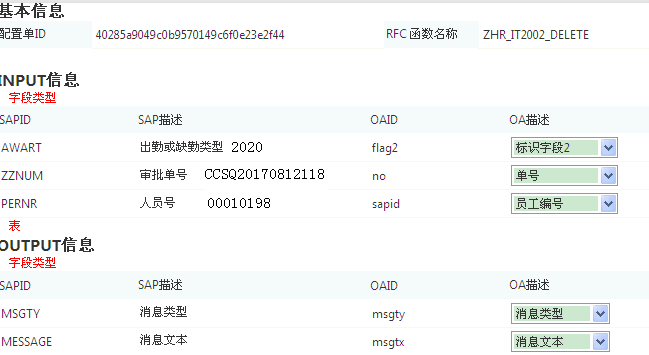 基本信息
配置单ID 40285a9049c0b9570149c6f0e23e2f44 RFC 函数名称 ZHR_IT2002_DELETE
INPUT信息
字段类型
SAPID SAP描述 OAID OA描述
AWART 出勤或缺勤类型 2020 flag2 标识字段2
ZZNUM 审批单号 CCSQ20170812118 no 单号
PERNR 人员号 00010198 sapid 员工编号
表
OUTPUT信息
字段类型
SAPID SAP描述 OAID OA描述
MSGTY 消息类型 msgty 消息类型
MESSAGE 消息文本 msgtx 消息文本